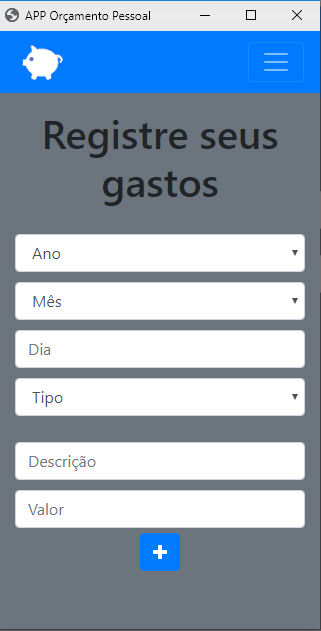 APP Orçamento Pessoal
Registre seus
gastos
Ano
Mês
Dia
Tipo
Descrição
Valor